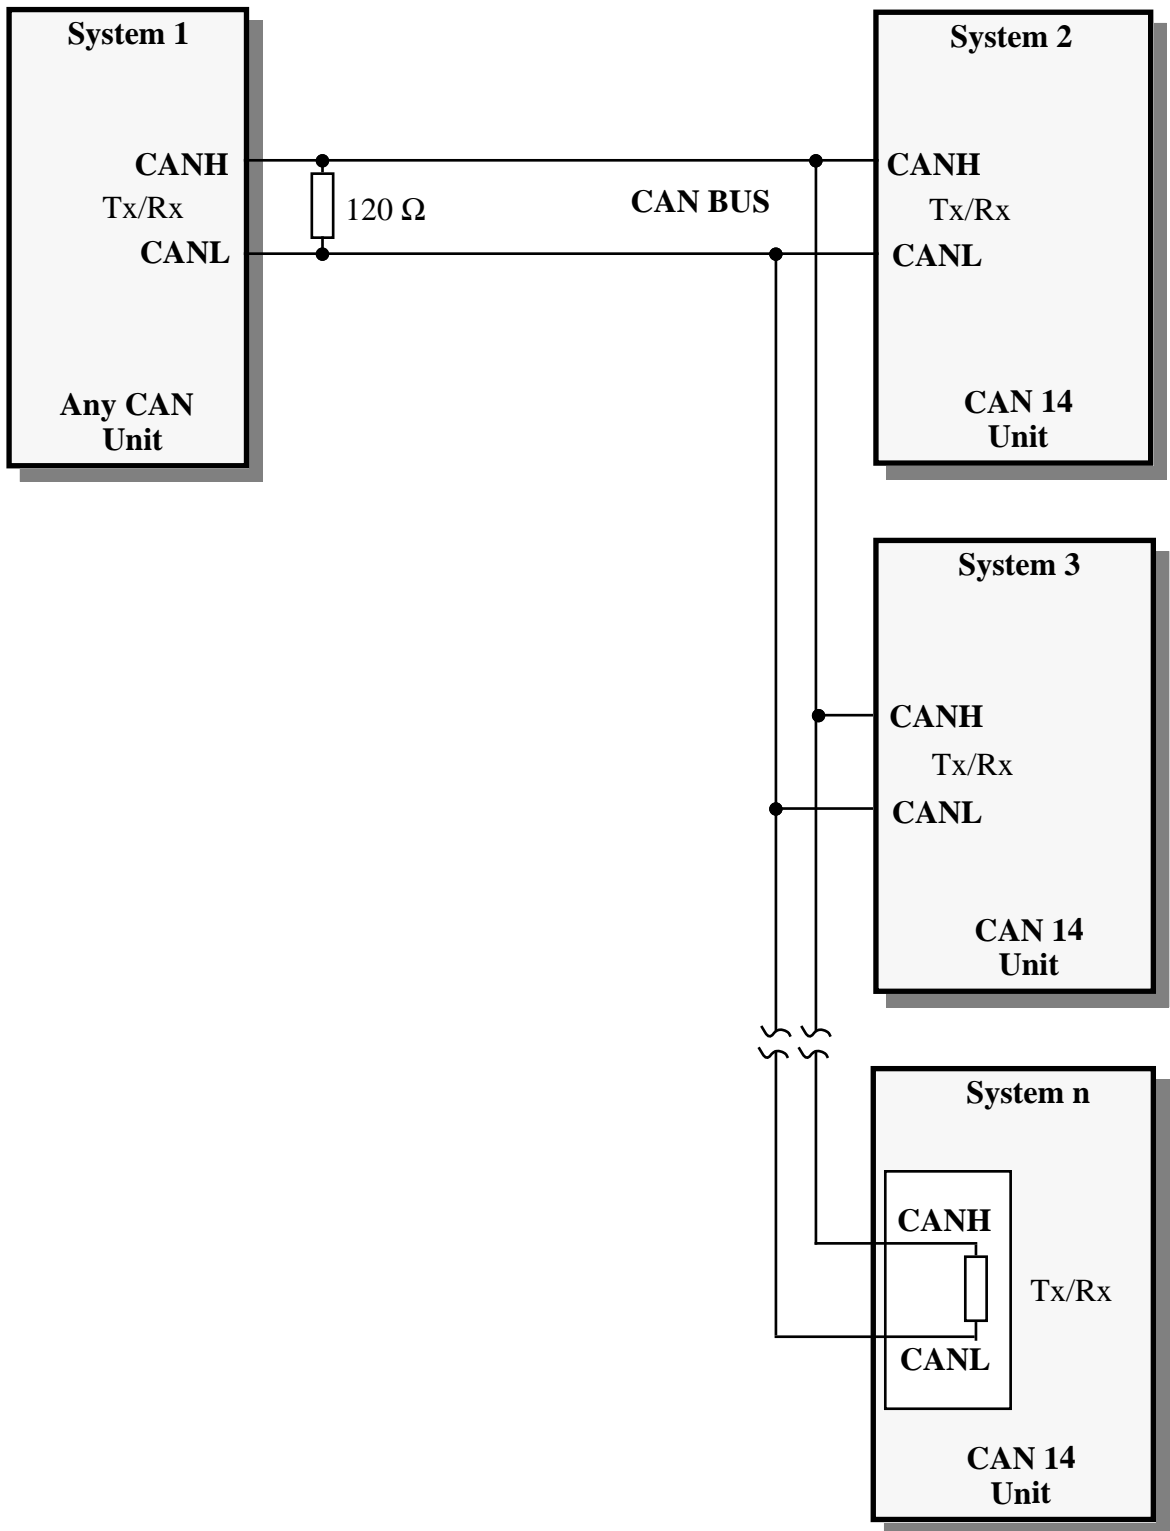 System 1
CANH
Tx/Rx
CANL
Any CAN
Unit
120 Ω
CAN BUS
System 2
CANH
Tx/Rx
CANL
CAN 14
Unit
System 3
CANH
Tx/Rx
CANL
CAN 14
Unit
System n
CANH
Tx/Rx
CANL
CAN 14
Unit